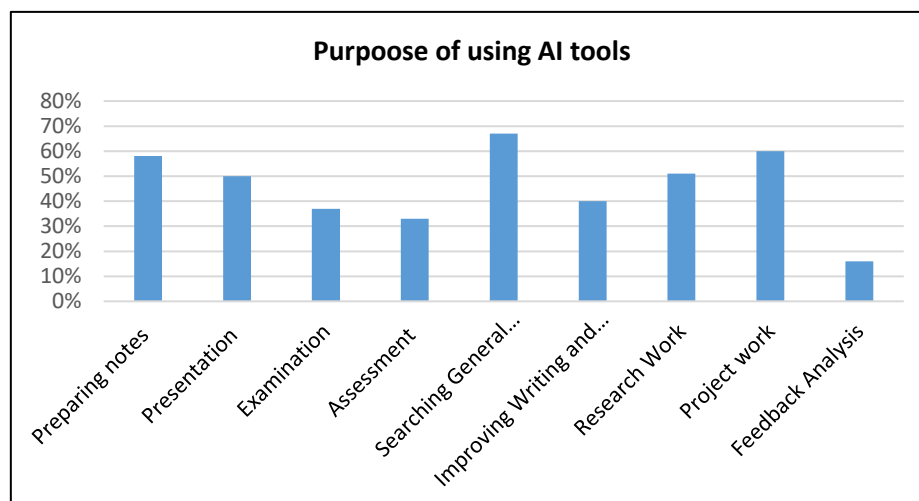 Purpoose of using AI tools
80%
70%
60%
50%
40%
30%
20%
10%
0%
Preparing notes
Presentation
Examination
Assessment
Searching General...
Improving Writing and...
Research Work
Project work
Feedback Analysis